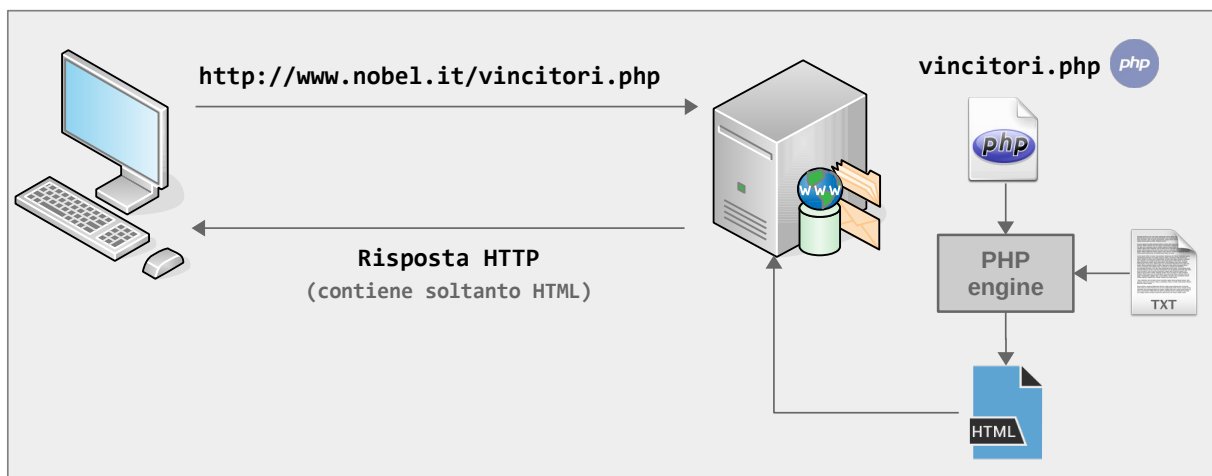 http://www.nobel.it/vincitori.php
vincitori.php
php
php
WWW
Risposta HTTP
(contiene soltanto HTML)
PHP
engine
TXT
HTML